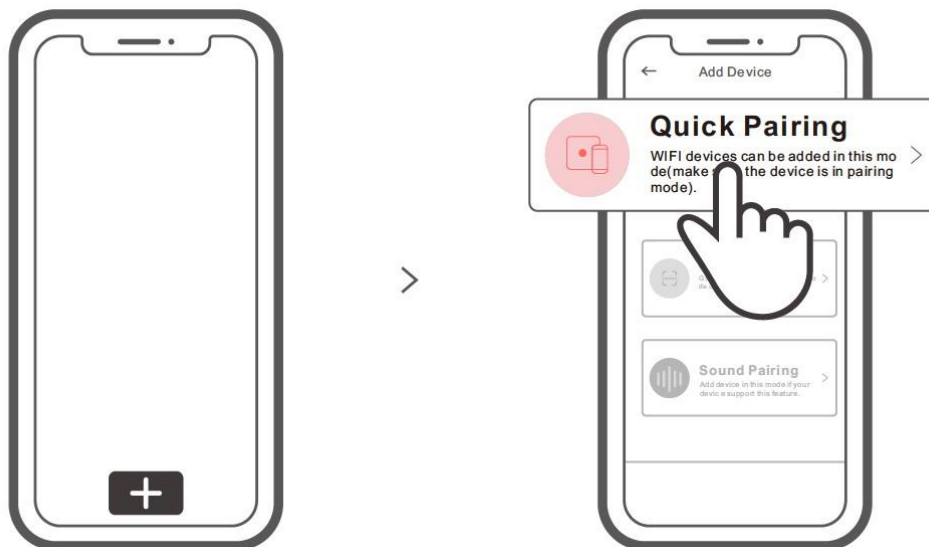 Add Device
Quick Pairing
WIFI devices can be added in this mo
de(make the device is in pairing
mode).
Sound Pairing
Add device in this mode if your
devic e support this feature.